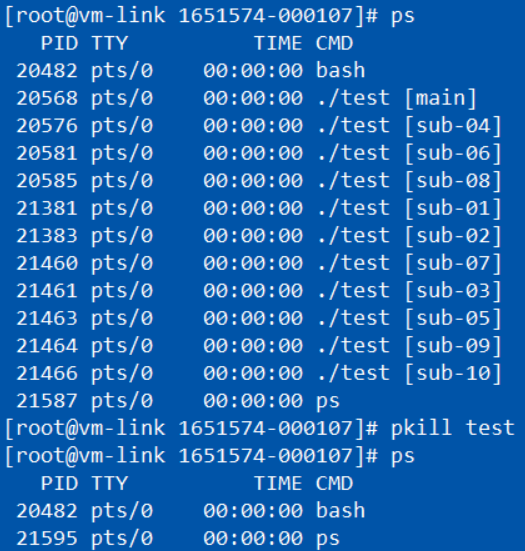 [root@vm-link 1651574-000107]# ps
  PID TTY          TIME CMD
20482 pts/0    00:00:00 bash
20568 pts/0    00:00:00 ./test [main]
20576 pts/0    00:00:00 ./test [sub-04]
20581 pts/0    00:00:00 ./test [sub-06]
20585 pts/0    00:00:00 ./test [sub-08]
21381 pts/0    00:00:00 ./test [sub-01]
21383 pts/0    00:00:00 ./test [sub-02]
21460 pts/0    00:00:00 ./test [sub-07]
21461 pts/0    00:00:00 ./test [sub-03]
21463 pts/0    00:00:00 ./test [sub-05]
21464 pts/0    00:00:00 ./test [sub-09]
21466 pts/0    00:00:00 ./test [sub-10]
21587 pts/0    00:00:00 ps
[root@vm-link 1651574-000107]# pkill test
[root@vm-link 1651574-000107]# ps
  PID TTY          TIME CMD
20482 pts/0    00:00:00 bash
21595 pts/0    00:00:00 ps